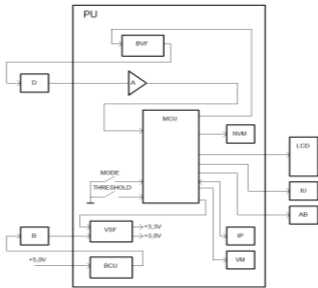 PU
BVF
D
A
MCU
NVM
LCD
MODE
IU
THRESHOLD
AB
+3,3V
VSF
B
+3,0V
IP
+5,0V
BCU
VM